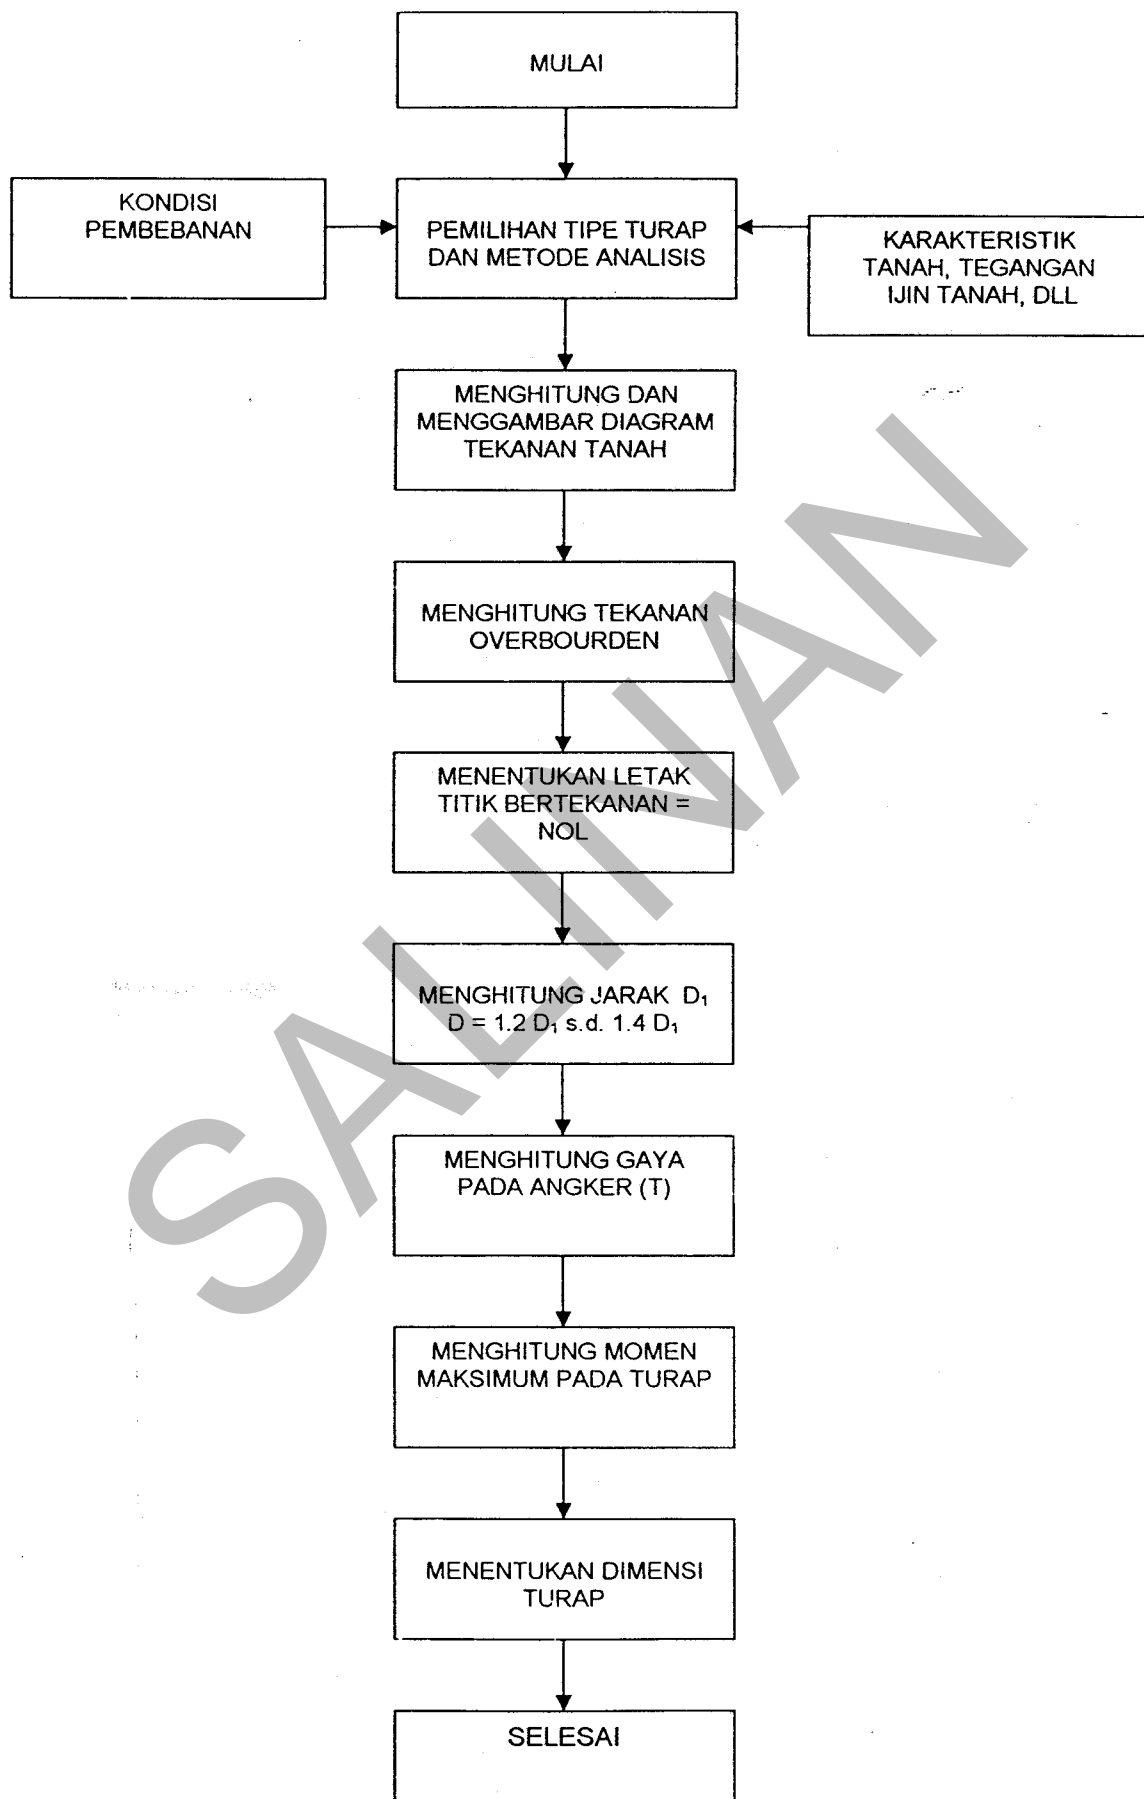 MULAI
KONDISI
PEMBEBANAN
PEMILIHAN TIPE TURAP
DAN METODE ANALISIS
KARAKTERISTIK
TANAH, TEGANGAN
IJIN TANAH, DLL
MENGHITUNG DAN
MENGGAMBAR DIAGRAM
TEKANAN TANAH
MENGHITUNG TEKANAN
OVERBOURDEN
MENENTUKAN LETAK
TITIK BERTEKANAN =
NOL
MENGHITUNG JARAK D₁
D = 1.2 D₁ s.d. 1.4 D₁
MENGHITUNG GAYA
PADA ANGKER (T)
MENGHITUNG MOMEN
MAKSIMUM PADA TURAP
MENENTUKAN DIMENSI
TURAP
SELESAI
SALINAN